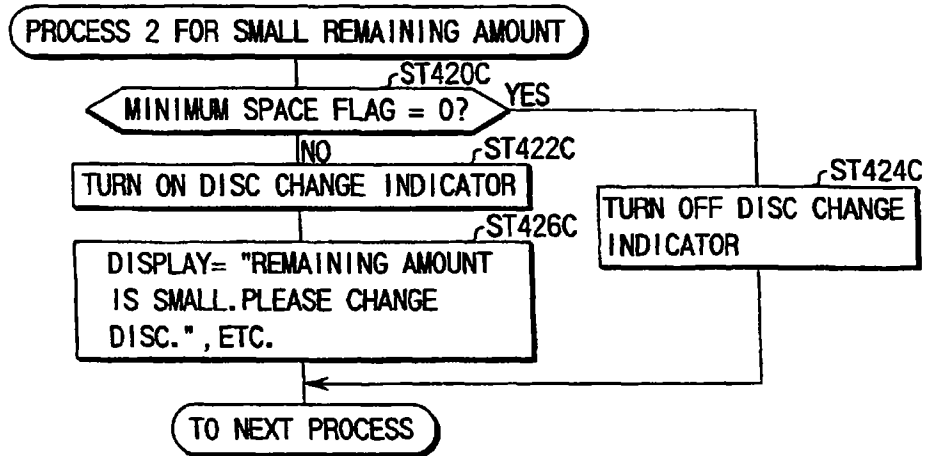 PROCESS 2 FOR SMALL REMAINING AMOUNT
ST420C
MINIMUM SPACE FLAG = 0?
YES
NO
ST422C
TURN ON DISC CHANGE INDICATOR
ST424C
TURN OFF DISC CHANGE
INDICATOR
ST426C
DISPLAY= "REMAINING AMOUNT
IS SMALL.PLEASE CHANGE
DISC.",ETC.
TO NEXT PROCESS